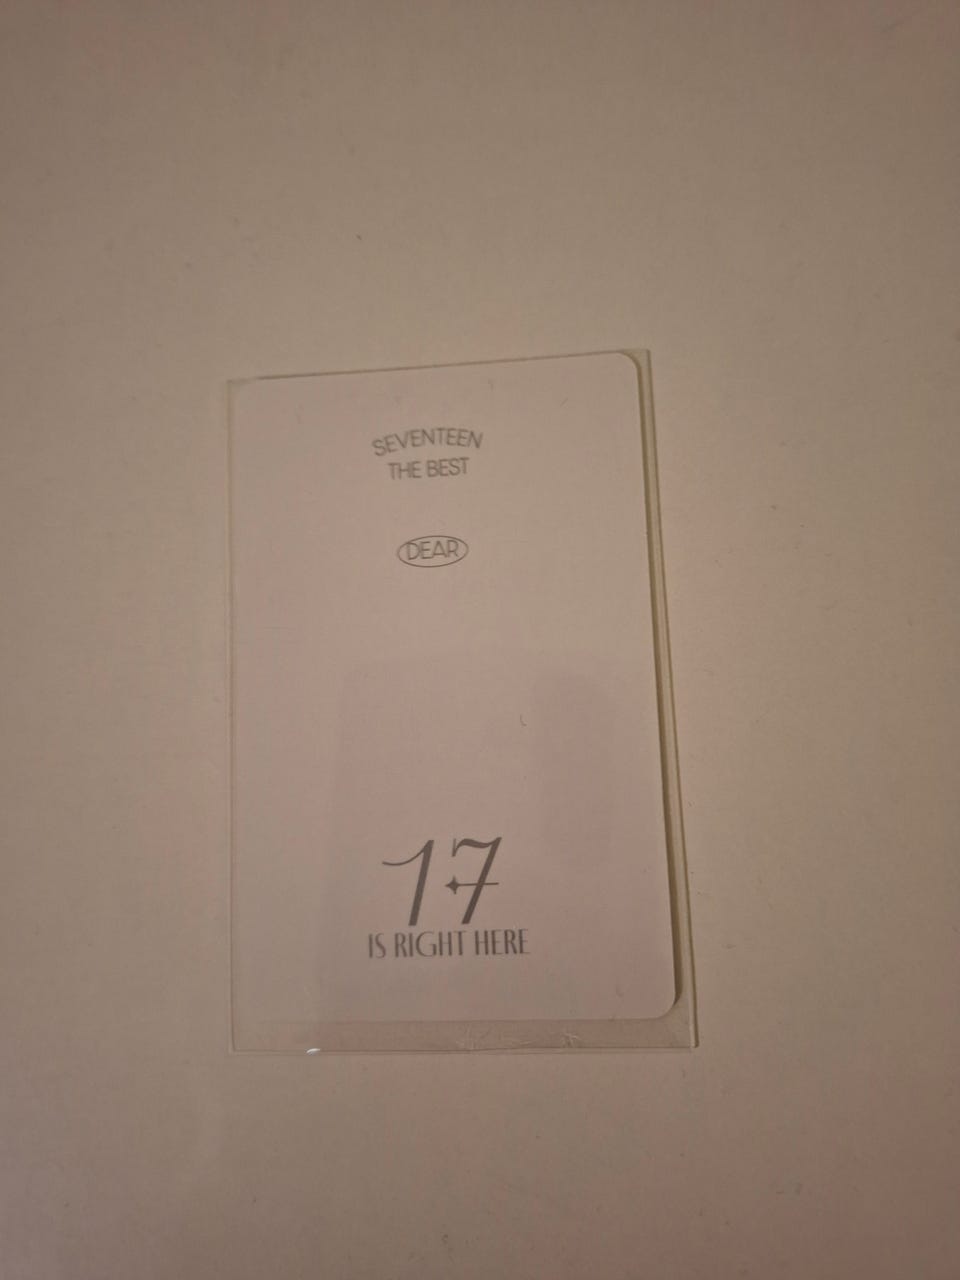 SEVENTEEN
THE BEST
DEAR
17
IS RIGHT HERE